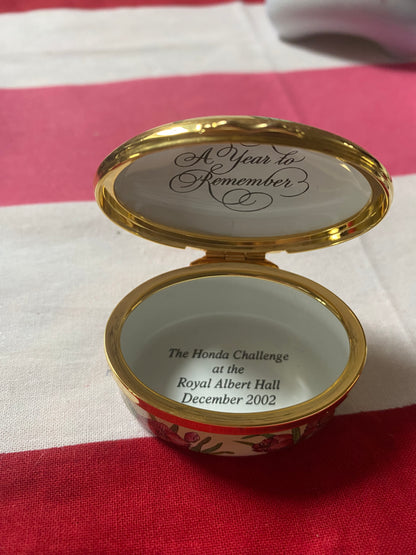 A Year to
Remember
The Honda Challenge
at the
Royal Albert Hall
December 2002